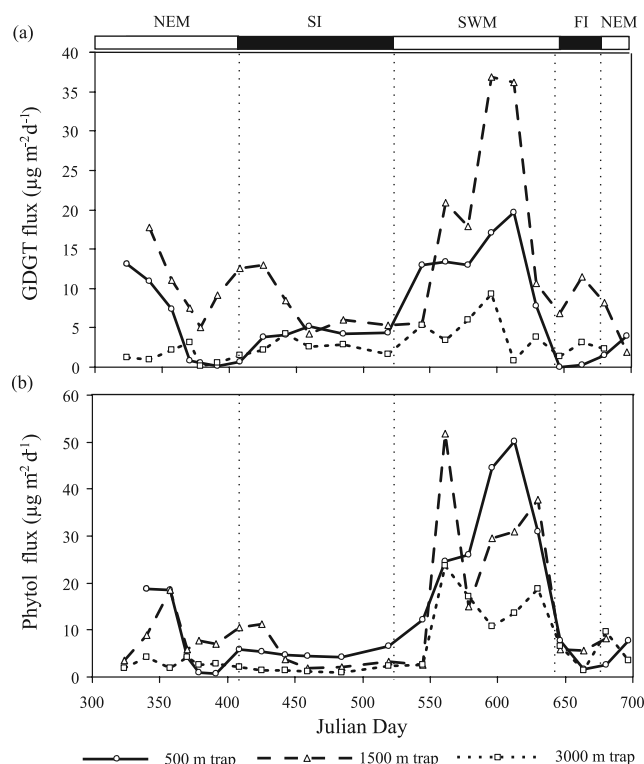 NEM SI SWM FI NEM
(a)
40
35
30
25
20
15
10
5
0
GDGT flux (µg m-2d-1)
(b)
60
50
40
30
20
10
0
Phytol flux (µg m-2d-1)
300 350 400 450 500 550 600 650 700
Julian Day
500 m trap 1500 m trap 3000 m trap